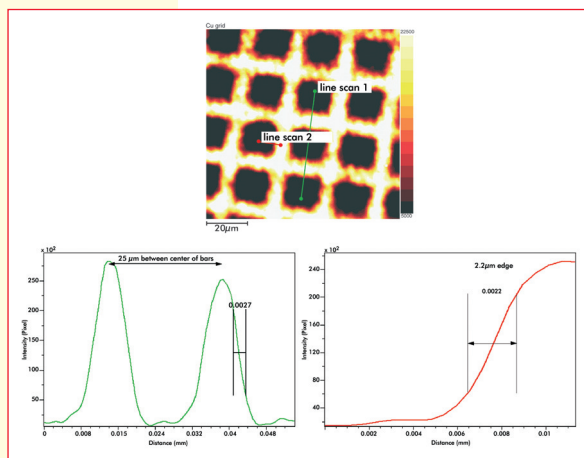 Cu grid
22500
line scan 1
line scan 2
5000
20µm
x 10²
25 µm between center of bars
0.0027
250
200
150
100
50
Intensity (Pixel)
0 0.008 0.015 0.023 0.03 0.04 0.048
Distance (mm)
x 10²
2.2µm edge
0.0022
240
200
160
120
80
40
Intensity (Pixel)
0.002 0.004 0.006 0.008 0.01
Distance (mm)